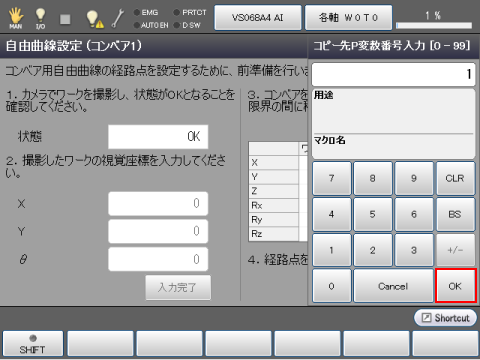 MAN
I/O
EMG
AUTO EN
PRTCT
D SW
VS068A4 AI
各軸 W 0 T 0
1 %
自由曲線設定 (コンベア1)
コピー先P変数番号入力 [0 - 99]
コンベア用自由曲線の経路点を設定するために、前準備を行い
1
1. カメラでワークを撮影し、状態がOKとなることを
確認してください。
3. コンベアを
限界の間に
用途
状態
OK
マクロ名
2. 撮影したワークの視覚座標を入力してくださ
い。
X
Y
Z
Rx
Ry
Rz
7
8
9
CLR
X
0
4
5
6
BS
Y
0
1
2
3
+/-
θ
0
4. 経路点を
入力完了
0
Cancel
OK
Shortcut
SHIFT